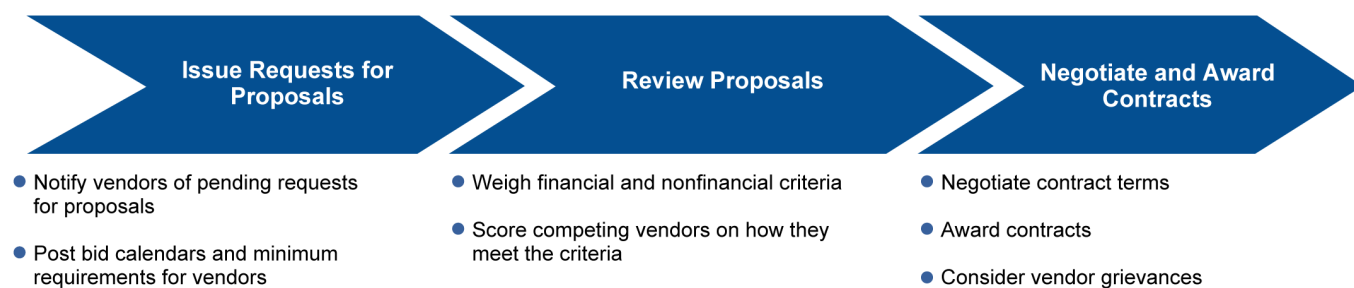 Issue Requests for
Proposals
Review Proposals
Negotiate and Award
Contracts
Notify vendors of pending requests
for proposals
Post bid calendars and minimum
requirements for vendors
Weigh financial and nonfinancial criteria
Score competing vendors on how they
meet the criteria
Negotiate contract terms
Award contracts
Consider vendor grievances